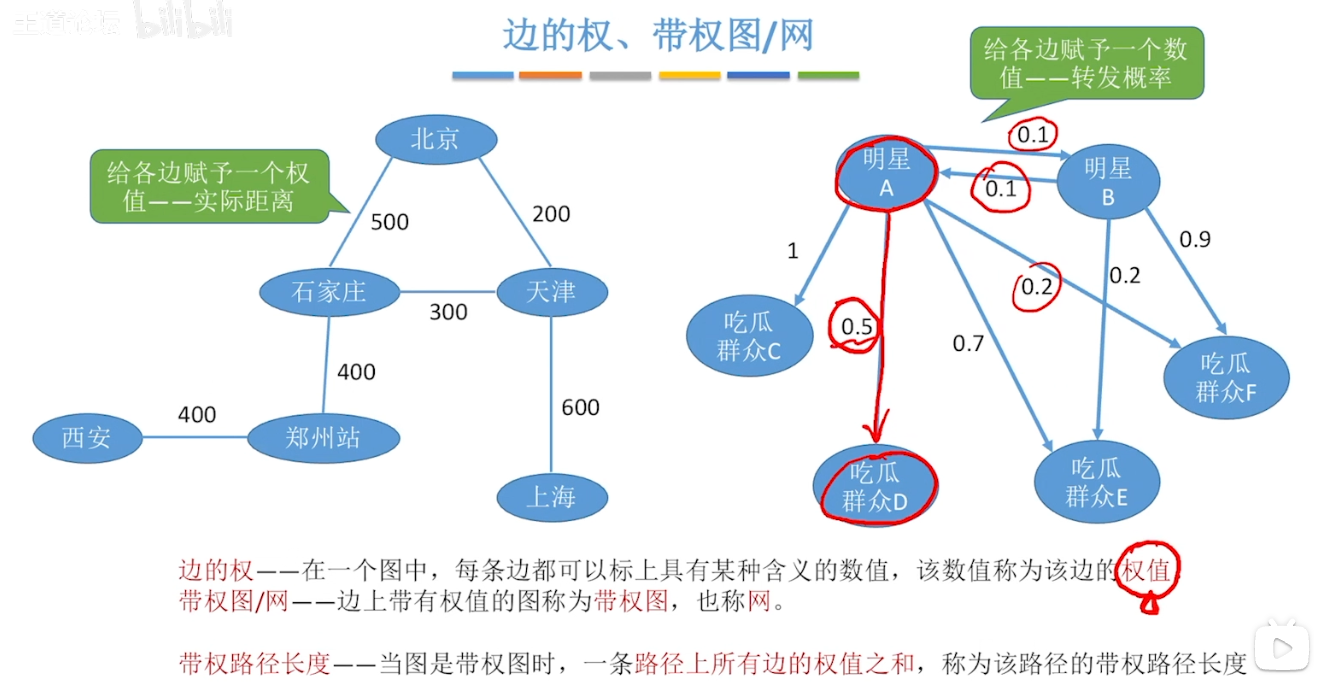 bilibili
边的权、带权图/网
给各边赋予一个数
值——转发概率
给各边赋予一个权
值——实际距离
北京
500
200
石家庄
300
天津
400
600
西安
400
郑州站
上海
明星
A
0.1
0.1
明星
B
1
0.5
0.7
0.2
0.2
0.9
吃瓜
群众C
吃瓜
群众D
吃瓜
群众E
吃瓜
群众F
边的权——在一个图中，每条边都可以标上具有某种含义的数值，该数值称为该边的权值
带权图/网——边上带有权值的图称为带权图，也称网。
带权路径长度——当图是带权图时，一条路径上所有边的权值之和，称为该路径的带权路径长度